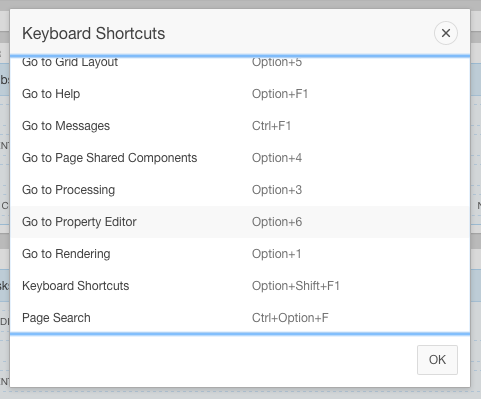 Keyboard Shortcuts
Go to Grid Layout Option+5
Go to Help Option+F1
Go to Messages Ctrl+F1
Go to Page Shared Components Option+4
Go to Processing Option+3
Go to Property Editor Option+6
Go to Rendering Option+1
Keyboard Shortcuts Option+Shift+F1
Page Search Ctrl+Option+F
OK